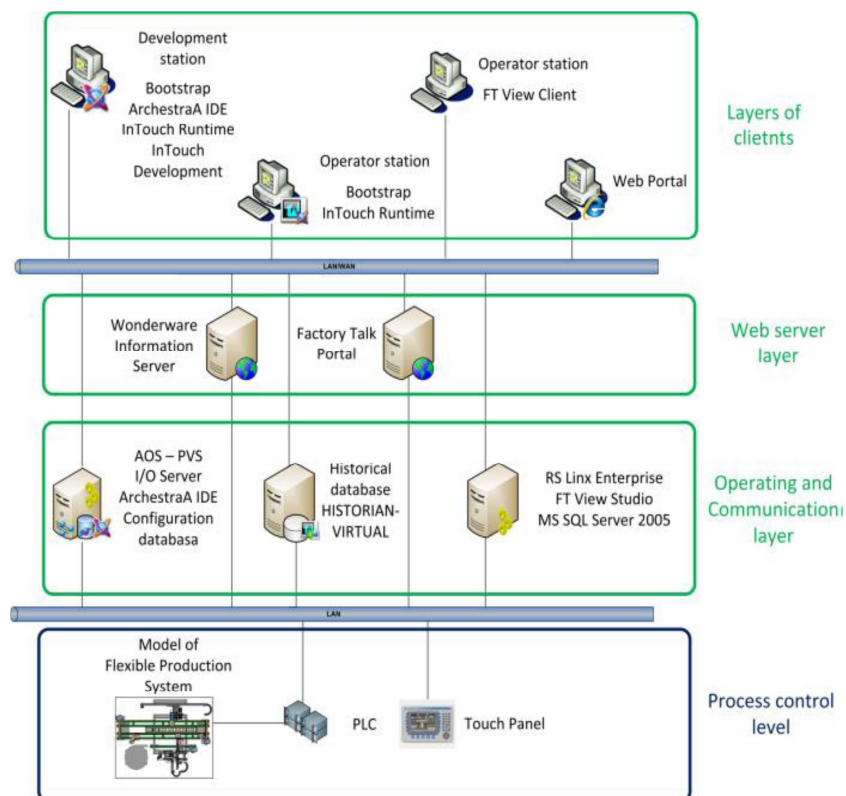 Development
station
Bootstrap
ArchestraA IDE
InTouch Runtime
InTouch
Development
Operator station
FT View Client
Operator station
Bootstrap
InTouch Runtime
Web Portal
Layers of
clietnts
LAN/WAN
Wonderware
Information
Server
Factory Talk
Portal
Web server
layer
AOS – PVS
I/O Server
ArchestraA IDE
Configuration
databasa
Historical
database
HISTORIAN-
VIRTUAL
RS Linx Enterprise
FT View Studio
MS SQL Server 2005
Operating and
Communication
layer
LAN
Model of
Flexible Production
System
PLC
Touch Panel
Process control
level